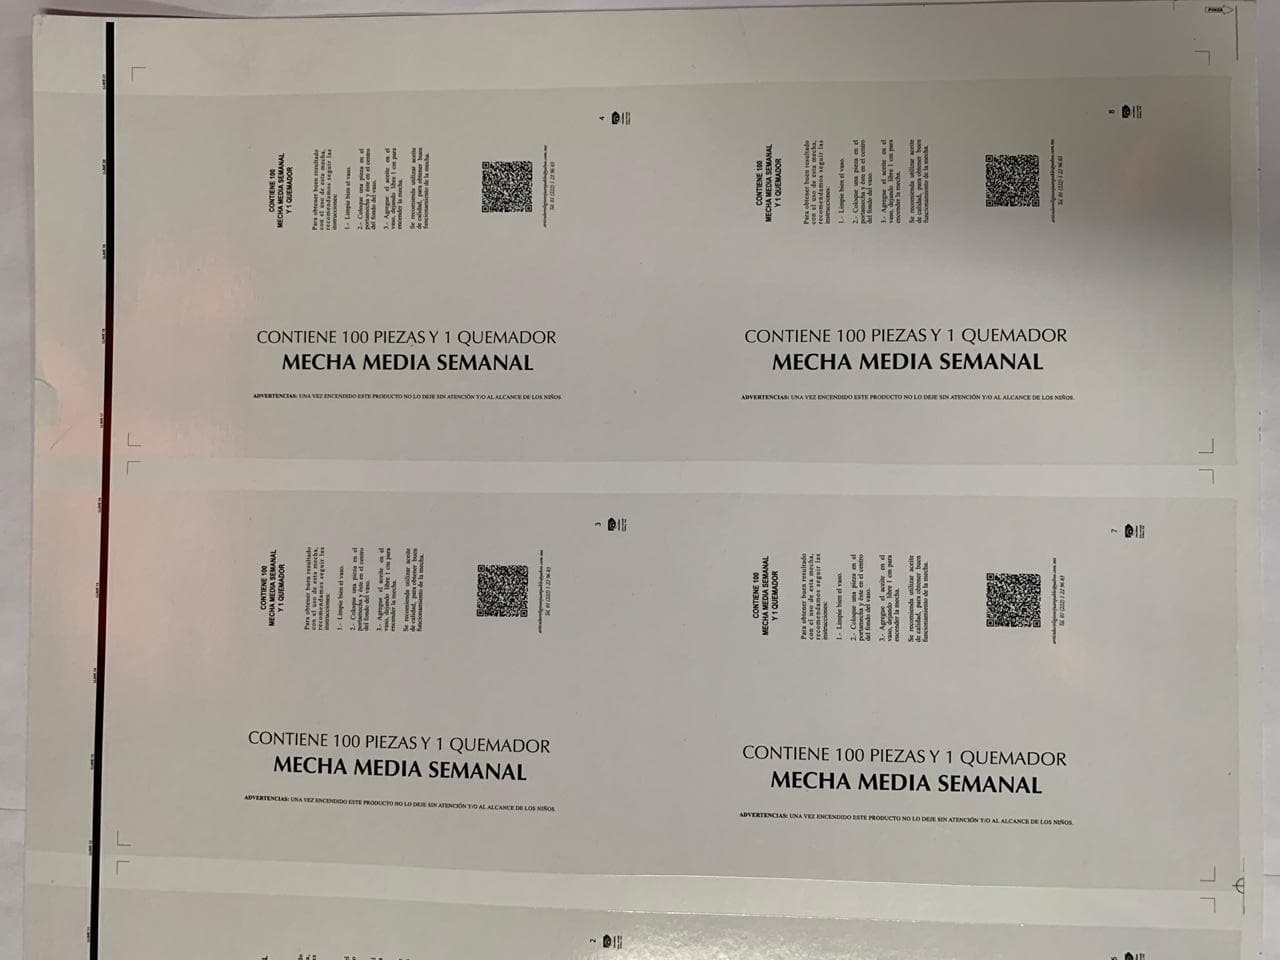 PINZA
4
CONTIENE 100
MECHA MEDIA SEMANAL
Y 1 QUEMADOR
Para obtener buen resultado
con el uso de esta mecha,
recomendamos seguir las
instrucciones:
1.- Limpie bien el vaso.
2.- Coloque una pieza en el
portamecha y éste en el centro
del fondo del vaso.
3.- Agregue el aceite en el
vaso, dejando libre 1 cm para
encender la mecha.
Se recomienda utilizar aceite
de calidad, para obtener buen
funcionamiento de la mecha.
CONTIENE 100 PIEZAS Y 1 QUEMADOR
MECHA MEDIA SEMANAL
ADVERTENCIAS: UNA VEZ ENCENDIDO ESTE PRODUCTO NO LO DEJE SIN ATENCIÓN Y/O AL ALCANCE DE LOS NIÑOS.
8
CONTIENE 100
MECHA MEDIA SEMANAL
Y 1 QUEMADOR
Para obtener buen resultado
con el uso de esta mecha,
recomendamos seguir las
instrucciones:
1.- Limpie bien el vaso.
2.- Coloque una pieza en el
portamecha y éste en el centro
del fondo del vaso.
3.- Agregue el aceite en el
vaso, dejando libre 1 cm para
encender la mecha.
Se recomienda utilizar aceite
de calidad, para obtener buen
funcionamiento de la mecha.
CONTIENE 100 PIEZAS Y 1 QUEMADOR
MECHA MEDIA SEMANAL
ADVERTENCIAS: UNA VEZ ENCENDIDO ESTE PRODUCTO NO LO DEJE SIN ATENCIÓN Y/O AL ALCANCE DE LOS NIÑOS.
3
CONTIENE 100
MECHA MEDIA SEMANAL
Y 1 QUEMADOR
Para obtener buen resultado
con el uso de esta mecha,
recomendamos seguir las
instrucciones:
1.- Limpie bien el vaso.
2.- Coloque una pieza en el
portamecha y éste en el centro
del fondo del vaso.
3.- Agregue el aceite en el
vaso, dejando libre 1 cm para
encender la mecha.
Se recomienda utilizar aceite
de calidad, para obtener buen
funcionamiento de la mecha.
CONTIENE 100 PIEZAS Y 1 QUEMADOR
MECHA MEDIA SEMANAL
ADVERTENCIAS: UNA VEZ ENCENDIDO ESTE PRODUCTO NO LO DEJE SIN ATENCIÓN Y/O AL ALCANCE DE LOS NIÑOS.
7
CONTIENE 100
MECHA MEDIA SEMANAL
Y 1 QUEMADOR
Para obtener buen resultado
con el uso de esta mecha,
recomendamos seguir las
instrucciones:
1.- Limpie bien el vaso.
2.- Coloque una pieza en el
portamecha y éste en el centro
del fondo del vaso.
3.- Agregue el aceite en el
vaso, dejando libre 1 cm para
encender la mecha.
Se recomienda utilizar aceite
de calidad, para obtener buen
funcionamiento de la mecha.
CONTIENE 100 PIEZAS Y 1 QUEMADOR
MECHA MEDIA SEMANAL
ADVERTENCIAS: UNA VEZ ENCENDIDO ESTE PRODUCTO NO LO DEJE SIN ATENCIÓN Y/O AL ALCANCE DE LOS NIÑOS.
2